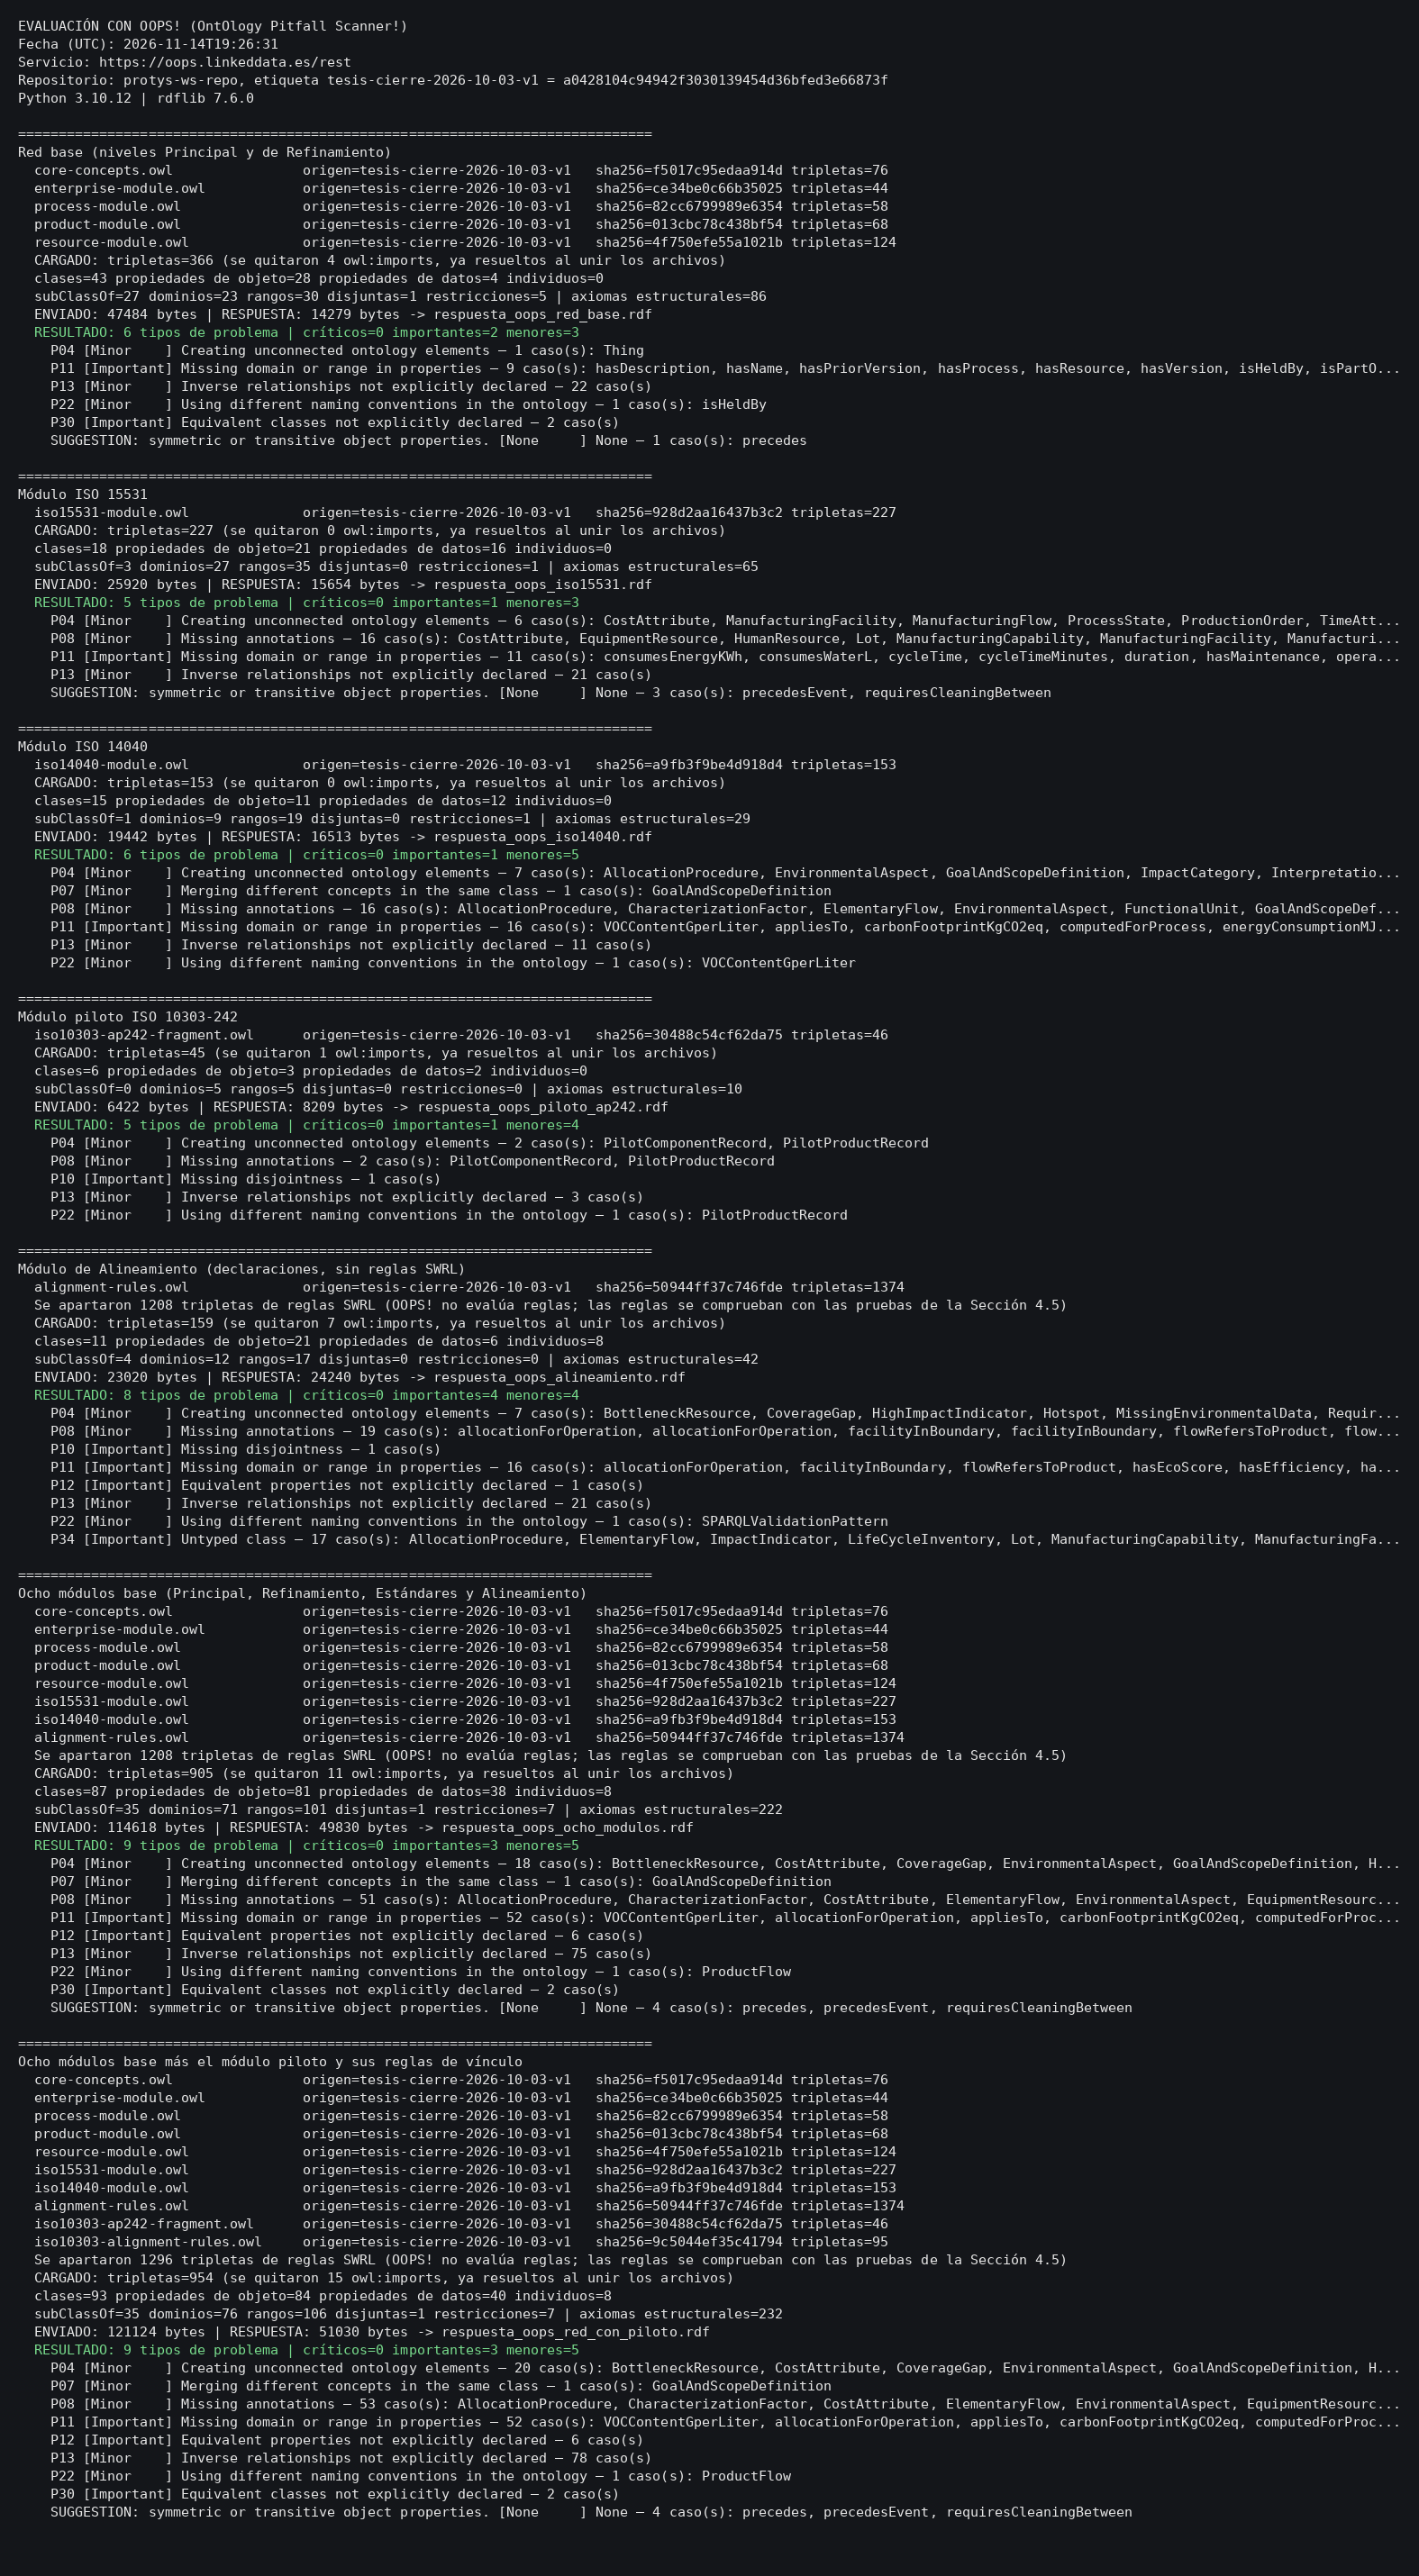 EVALUACIÓN CON OOPS! (OntOlogy Pitfall Scanner!)
Fecha (UTC): 2026-11-14T19:26:31
Servicio: https://oops.linkeddata.es/rest
Repositorio: protys-ws-repo, etiqueta tesis-cierre-2026-10-03-v1 = a0428104c94942f3030139454d36bfed3e66873f
Python 3.10.12 | rdflib 7.6.0
==============================================================================
Red base (niveles Principal y de Refinamiento)
core-concepts.owl origen=tesis-cierre-2026-10-03-v1 sha256=f5017c95edaa914d tripletas=76
enterprise-module.owl origen=tesis-cierre-2026-10-03-v1 sha256=ce34be0c66b35025 tripletas=44
process-module.owl origen=tesis-cierre-2026-10-03-v1 sha256=82cc6799989e6354 tripletas=58
product-module.owl origen=tesis-cierre-2026-10-03-v1 sha256=013cbc78c438bf54 tripletas=68
resource-module.owl origen=tesis-cierre-2026-10-03-v1 sha256=4f750efe55a1021b tripletas=124
CARGADO: tripletas=366 (se quitaron 4 owl:imports, ya resueltos al unir los archivos)
clases=43 propiedades de objeto=28 propiedades de datos=4 individuos=0
subClassOf=27 dominios=23 rangos=30 disjuntas=1 restricciones=5 | axiomas estructurales=86
ENVIADO: 47484 bytes | RESPUESTA: 14279 bytes -> respuesta_oops_red_base.rdf
RESULTADO: 6 tipos de problema | críticos=0 importantes=2 menores=3
P04 [Minor    ] Creating unconnected ontology elements — 1 caso(s): Thing
P11 [Important] Missing domain or range in properties — 9 caso(s): hasDescription, hasName, hasPriorVersion, hasProcess, hasResource, hasVersion, isHeldBy, isPartO...
P13 [Minor    ] Inverse relationships not explicitly declared — 22 caso(s)
P22 [Minor    ] Using different naming conventions in the ontology — 1 caso(s): isHeldBy
P30 [Important] Equivalent classes not explicitly declared — 2 caso(s)
SUGGESTION: symmetric or transitive object properties. [None     ] None — 1 caso(s): precedes
==============================================================================
Módulo ISO 15531
iso15531-module.owl origen=tesis-cierre-2026-10-03-v1 sha256=928d2aa16437b3c2 tripletas=227
CARGADO: tripletas=227 (se quitaron 0 owl:imports, ya resueltos al unir los archivos)
clases=18 propiedades de objeto=21 propiedades de datos=16 individuos=0
subClassOf=3 dominios=27 rangos=35 disjuntas=0 restricciones=1 | axiomas estructurales=65
ENVIADO: 25920 bytes | RESPUESTA: 15654 bytes -> respuesta_oops_iso15531.rdf
RESULTADO: 5 tipos de problema | críticos=0 importantes=1 menores=3
P04 [Minor    ] Creating unconnected ontology elements — 6 caso(s): CostAttribute, ManufacturingFacility, ManufacturingFlow, ProcessState, ProductionOrder, TimeAtt...
P08 [Minor    ] Missing annotations — 16 caso(s): CostAttribute, EquipmentResource, HumanResource, Lot, ManufacturingCapability, ManufacturingFacility, Manufacturi...
P11 [Important] Missing domain or range in properties — 11 caso(s): consumesEnergyKWh, consumesWaterL, cycleTime, cycleTimeMinutes, duration, hasMaintenance, opera...
P13 [Minor    ] Inverse relationships not explicitly declared — 21 caso(s)
SUGGESTION: symmetric or transitive object properties. [None     ] None — 3 caso(s): precedesEvent, requiresCleaningBetween
==============================================================================
Módulo ISO 14040
iso14040-module.owl origen=tesis-cierre-2026-10-03-v1 sha256=a9fb3f9be4d918d4 tripletas=153
CARGADO: tripletas=153 (se quitaron 0 owl:imports, ya resueltos al unir los archivos)
clases=15 propiedades de objeto=11 propiedades de datos=12 individuos=0
subClassOf=1 dominios=9 rangos=19 disjuntas=0 restricciones=1 | axiomas estructurales=29
ENVIADO: 19442 bytes | RESPUESTA: 16513 bytes -> respuesta_oops_iso14040.rdf
RESULTADO: 6 tipos de problema | críticos=0 importantes=1 menores=5
P04 [Minor    ] Creating unconnected ontology elements — 7 caso(s): AllocationProcedure, EnvironmentalAspect, GoalAndScopeDefinition, ImpactCategory, Interpretatio...
P07 [Minor    ] Merging different concepts in the same class — 1 caso(s): GoalAndScopeDefinition
P08 [Minor    ] Missing annotations — 16 caso(s): AllocationProcedure, CharacterizationFactor, ElementaryFlow, EnvironmentalAspect, FunctionalUnit, GoalAndScopeDef...
P11 [Important] Missing domain or range in properties — 16 caso(s): VOCContentGperLiter, appliesTo, carbonFootprintKgCO2eq, computedForProcess, energyConsumptionMJ...
P13 [Minor    ] Inverse relationships not explicitly declared — 11 caso(s)
P22 [Minor    ] Using different naming conventions in the ontology — 1 caso(s): VOCContentGperLiter
==============================================================================
Módulo piloto ISO 10303-242
iso10303-ap242-fragment.owl origen=tesis-cierre-2026-10-03-v1 sha256=30488c54cf62da75 tripletas=46
CARGADO: tripletas=45 (se quitaron 1 owl:imports, ya resueltos al unir los archivos)
clases=6 propiedades de objeto=3 propiedades de datos=2 individuos=0
subClassOf=0 dominios=5 rangos=5 disjuntas=0 restricciones=0 | axiomas estructurales=10
ENVIADO: 6422 bytes | RESPUESTA: 8209 bytes -> respuesta_oops_piloto_ap242.rdf
RESULTADO: 5 tipos de problema | críticos=0 importantes=1 menores=4
P04 [Minor    ] Creating unconnected ontology elements — 2 caso(s): PilotComponentRecord, PilotProductRecord
P08 [Minor    ] Missing annotations — 2 caso(s): PilotComponentRecord, PilotProductRecord
P10 [Important] Missing disjointness — 1 caso(s)
P13 [Minor    ] Inverse relationships not explicitly declared — 3 caso(s)
P22 [Minor    ] Using different naming conventions in the ontology — 1 caso(s): PilotProductRecord
==============================================================================
Módulo de Alineamiento (declaraciones, sin reglas SWRL)
alignment-rules.owl origen=tesis-cierre-2026-10-03-v1 sha256=50944ff37c746fde tripletas=1374
Se apartaron 1208 tripletas de reglas SWRL (OOPS! no evalúa reglas; las reglas se comprueban con las pruebas de la Sección 4.5)
CARGADO: tripletas=159 (se quitaron 7 owl:imports, ya resueltos al unir los archivos)
clases=11 propiedades de objeto=21 propiedades de datos=6 individuos=8
subClassOf=4 dominios=12 rangos=17 disjuntas=0 restricciones=0 | axiomas estructurales=42
ENVIADO: 23020 bytes | RESPUESTA: 24240 bytes -> respuesta_oops_alineamiento.rdf
RESULTADO: 8 tipos de problema | críticos=0 importantes=4 menores=4
P04 [Minor    ] Creating unconnected ontology elements — 7 caso(s): BottleneckResource, CoverageGap, HighImpactIndicator, Hotspot, MissingEnvironmentalData, Requir...
P08 [Minor    ] Missing annotations — 19 caso(s): allocationForOperation, allocationForOperation, facilityInBoundary, facilityInBoundary, flowRefersToProduct, flow...
P10 [Important] Missing disjointness — 1 caso(s)
P11 [Important] Missing domain or range in properties — 16 caso(s): allocationForOperation, facilityInBoundary, flowRefersToProduct, hasEcoScore, hasEfficiency, ha...
P12 [Important] Equivalent properties not explicitly declared — 1 caso(s)
P13 [Minor    ] Inverse relationships not explicitly declared — 21 caso(s)
P22 [Minor    ] Using different naming conventions in the ontology — 1 caso(s): SPARQLValidationPattern
P34 [Important] Untyped class — 17 caso(s): AllocationProcedure, ElementaryFlow, ImpactIndicator, LifeCycleInventory, Lot, ManufacturingCapability, ManufacturingFa...
==============================================================================
Ocho módulos base (Principal, Refinamiento, Estándares y Alineamiento)
core-concepts.owl origen=tesis-cierre-2026-10-03-v1 sha256=f5017c95edaa914d tripletas=76
enterprise-module.owl origen=tesis-cierre-2026-10-03-v1 sha256=ce34be0c66b35025 tripletas=44
process-module.owl origen=tesis-cierre-2026-10-03-v1 sha256=82cc6799989e6354 tripletas=58
product-module.owl origen=tesis-cierre-2026-10-03-v1 sha256=013cbc78c438bf54 tripletas=68
resource-module.owl origen=tesis-cierre-2026-10-03-v1 sha256=4f750efe55a1021b tripletas=124
iso15531-module.owl origen=tesis-cierre-2026-10-03-v1 sha256=928d2aa16437b3c2 tripletas=227
iso14040-module.owl origen=tesis-cierre-2026-10-03-v1 sha256=a9fb3f9be4d918d4 tripletas=153
alignment-rules.owl origen=tesis-cierre-2026-10-03-v1 sha256=50944ff37c746fde tripletas=1374
Se apartaron 1208 tripletas de reglas SWRL (OOPS! no evalúa reglas; las reglas se comprueban con las pruebas de la Sección 4.5)
CARGADO: tripletas=905 (se quitaron 11 owl:imports, ya resueltos al unir los archivos)
clases=87 propiedades de objeto=81 propiedades de datos=38 individuos=8
subClassOf=35 dominios=71 rangos=101 disjuntas=1 restricciones=7 | axiomas estructurales=222
ENVIADO: 114618 bytes | RESPUESTA: 49830 bytes -> respuesta_oops_ocho_modulos.rdf
RESULTADO: 9 tipos de problema | críticos=0 importantes=3 menores=5
P04 [Minor    ] Creating unconnected ontology elements — 18 caso(s): BottleneckResource, CostAttribute, CoverageGap, EnvironmentalAspect, GoalAndScopeDefinition, H...
P07 [Minor    ] Merging different concepts in the same class — 1 caso(s): GoalAndScopeDefinition
P08 [Minor    ] Missing annotations — 51 caso(s): AllocationProcedure, CharacterizationFactor, CostAttribute, ElementaryFlow, EnvironmentalAspect, EquipmentResourc...
P11 [Important] Missing domain or range in properties — 52 caso(s): VOCContentGperLiter, allocationForOperation, appliesTo, carbonFootprintKgCO2eq, computedForProc...
P12 [Important] Equivalent properties not explicitly declared — 6 caso(s)
P13 [Minor    ] Inverse relationships not explicitly declared — 75 caso(s)
P22 [Minor    ] Using different naming conventions in the ontology — 1 caso(s): ProductFlow
P30 [Important] Equivalent classes not explicitly declared — 2 caso(s)
SUGGESTION: symmetric or transitive object properties. [None     ] None — 4 caso(s): precedes, precedesEvent, requiresCleaningBetween
==============================================================================
Ocho módulos base más el módulo piloto y sus reglas de vínculo
core-concepts.owl origen=tesis-cierre-2026-10-03-v1 sha256=f5017c95edaa914d tripletas=76
enterprise-module.owl origen=tesis-cierre-2026-10-03-v1 sha256=ce34be0c66b35025 tripletas=44
process-module.owl origen=tesis-cierre-2026-10-03-v1 sha256=82cc6799989e6354 tripletas=58
product-module.owl origen=tesis-cierre-2026-10-03-v1 sha256=013cbc78c438bf54 tripletas=68
resource-module.owl origen=tesis-cierre-2026-10-03-v1 sha256=4f750efe55a1021b tripletas=124
iso15531-module.owl origen=tesis-cierre-2026-10-03-v1 sha256=928d2aa16437b3c2 tripletas=227
iso14040-module.owl origen=tesis-cierre-2026-10-03-v1 sha256=a9fb3f9be4d918d4 tripletas=153
alignment-rules.owl origen=tesis-cierre-2026-10-03-v1 sha256=50944ff37c746fde tripletas=1374
iso10303-ap242-fragment.owl origen=tesis-cierre-2026-10-03-v1 sha256=30488c54cf62da75 tripletas=46
iso10303-alignment-rules.owl origen=tesis-cierre-2026-10-03-v1 sha256=9c5044ef35c41794 tripletas=95
Se apartaron 1296 tripletas de reglas SWRL (OOPS! no evalúa reglas; las reglas se comprueban con las pruebas de la Sección 4.5)
CARGADO: tripletas=954 (se quitaron 15 owl:imports, ya resueltos al unir los archivos)
clases=93 propiedades de objeto=84 propiedades de datos=40 individuos=8
subClassOf=35 dominios=76 rangos=106 disjuntas=1 restricciones=7 | axiomas estructurales=232
ENVIADO: 121124 bytes | RESPUESTA: 51030 bytes -> respuesta_oops_red_con_piloto.rdf
RESULTADO: 9 tipos de problema | críticos=0 importantes=3 menores=5
P04 [Minor    ] Creating unconnected ontology elements — 20 caso(s): BottleneckResource, CostAttribute, CoverageGap, EnvironmentalAspect, GoalAndScopeDefinition, H...
P07 [Minor    ] Merging different concepts in the same class — 1 caso(s): GoalAndScopeDefinition
P08 [Minor    ] Missing annotations — 53 caso(s): AllocationProcedure, CharacterizationFactor, CostAttribute, ElementaryFlow, EnvironmentalAspect, EquipmentResourc...
P11 [Important] Missing domain or range in properties — 52 caso(s): VOCContentGperLiter, allocationForOperation, appliesTo, carbonFootprintKgCO2eq, computedForProc...
P12 [Important] Equivalent properties not explicitly declared — 6 caso(s)
P13 [Minor    ] Inverse relationships not explicitly declared — 78 caso(s)
P22 [Minor    ] Using different naming conventions in the ontology — 1 caso(s): ProductFlow
P30 [Important] Equivalent classes not explicitly declared — 2 caso(s)
SUGGESTION: symmetric or transitive object properties. [None     ] None — 4 caso(s): precedes, precedesEvent, requiresCleaningBetween